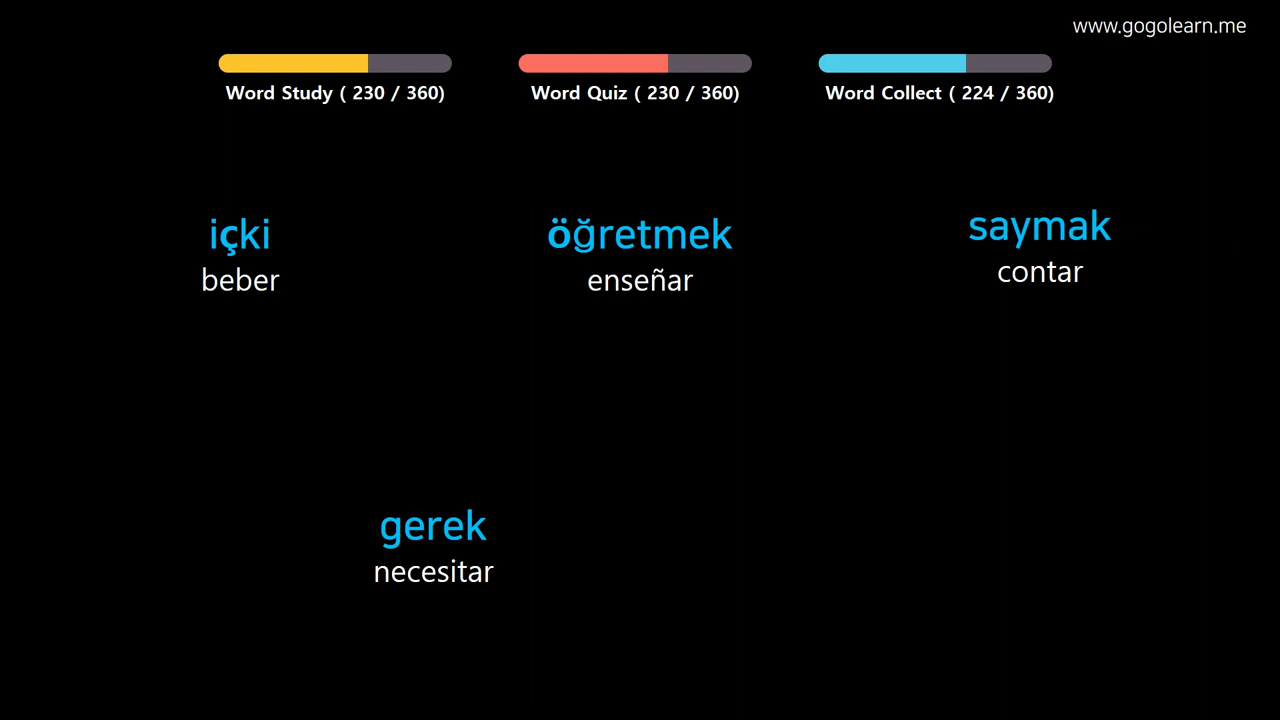 www.gogolearn.me
Word Study ( 230 / 360)
Word Quiz ( 230 / 360)
Word Collect ( 224 / 360)
içki
beber
öğretmek
enseñar
saymak
contar
gerek
necesitar